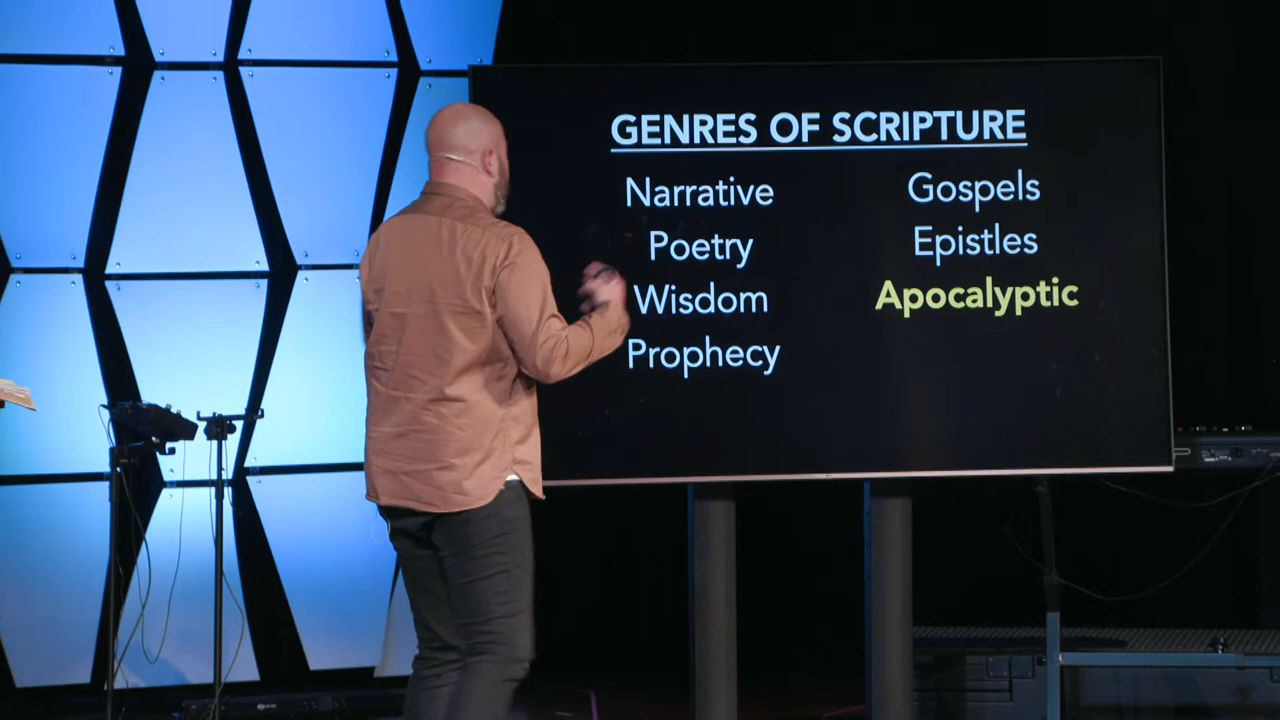 GENRES OF SCRIPTURE
Narrative
Poetry
Wisdom
Prophecy
Gospels
Epistles
Apocalyptic